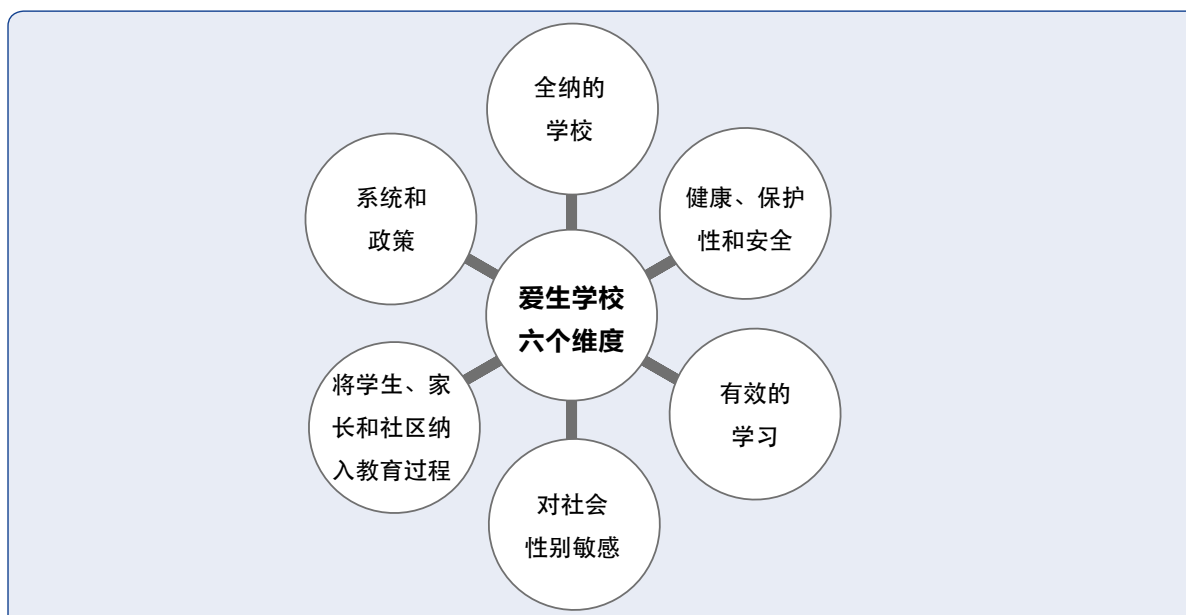 全纳的
学校
健康、保护
性和安全
有效的
学习
对社会
性别敏感
将学生、家
长和社区纳
入教育过程
系统和
政策
爱生学校
六个维度